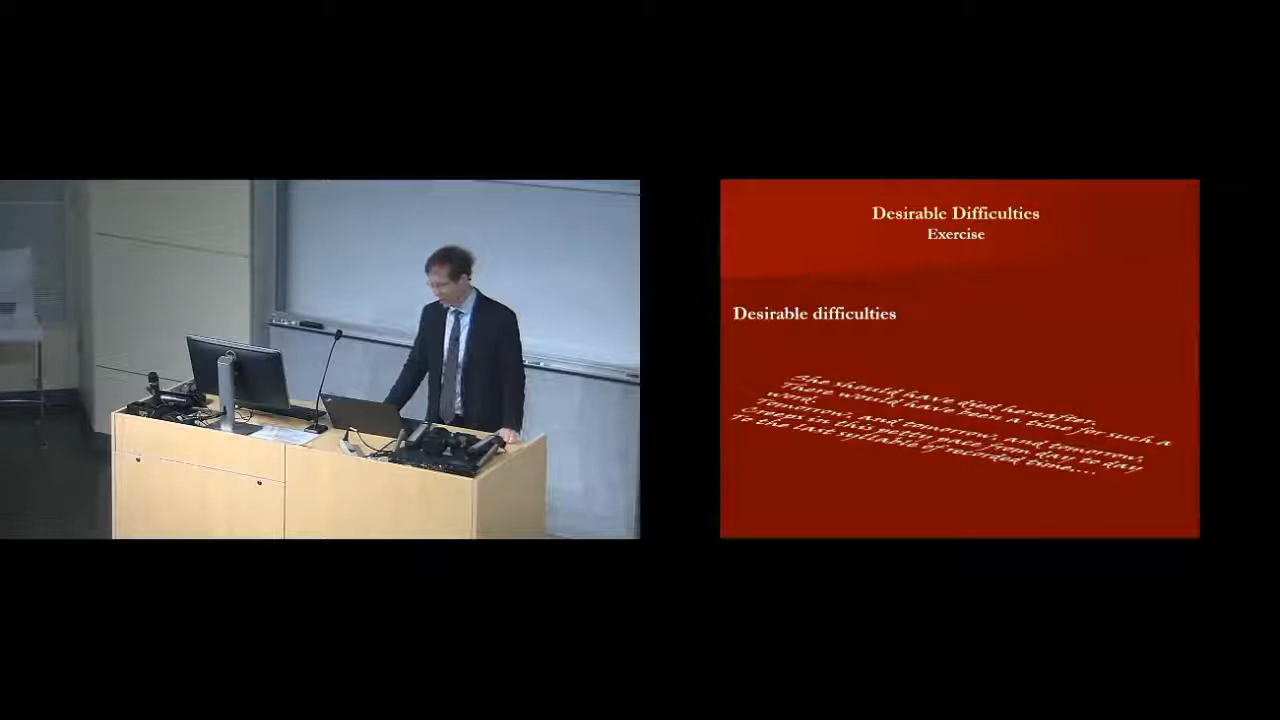 Desirable Difficulties
Exercise
Desirable difficulties
She should have died hereafter.
There would have been a time for such a
word.
Tomorrow, and tomorrow, and tomorrow,
Creeps in this petty pace from day to day
To the last syllable of recorded time....